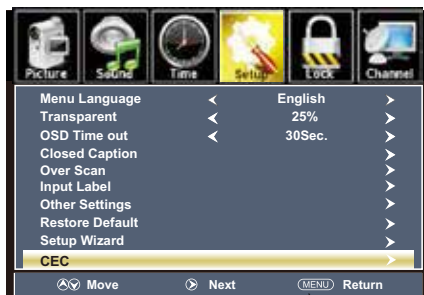 Picture Sound Time Setup Lock Channel
Menu Language English
Transparent 25%
OSD Time out 30Sec.
Closed Caption
Over Scan
Input Label
Other Settings
Restore Default
Setup Wizard
CEC
Move Next MENU Return